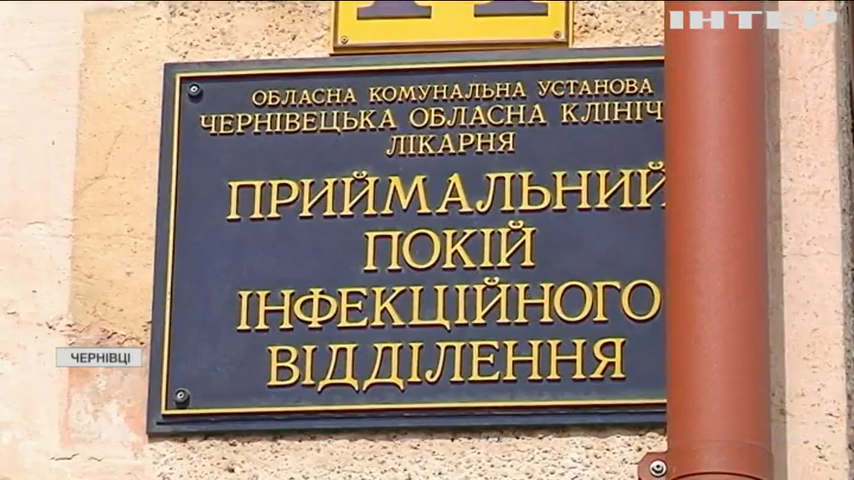 ІНТЕР
ОБЛАСНА КОМУНАЛЬНА УСТАНОВА
ЧЕРНІВЕЦЬКА ОБЛАСНА КЛІНІЧ
ЛІКАРНЯ
ПРИЙМАЛЬНИЙ
ПОКІЙ
ІНФЕКЦІЙНОГО
ВІДДІЛЕННЯ
ЧЕРНІВЦІ